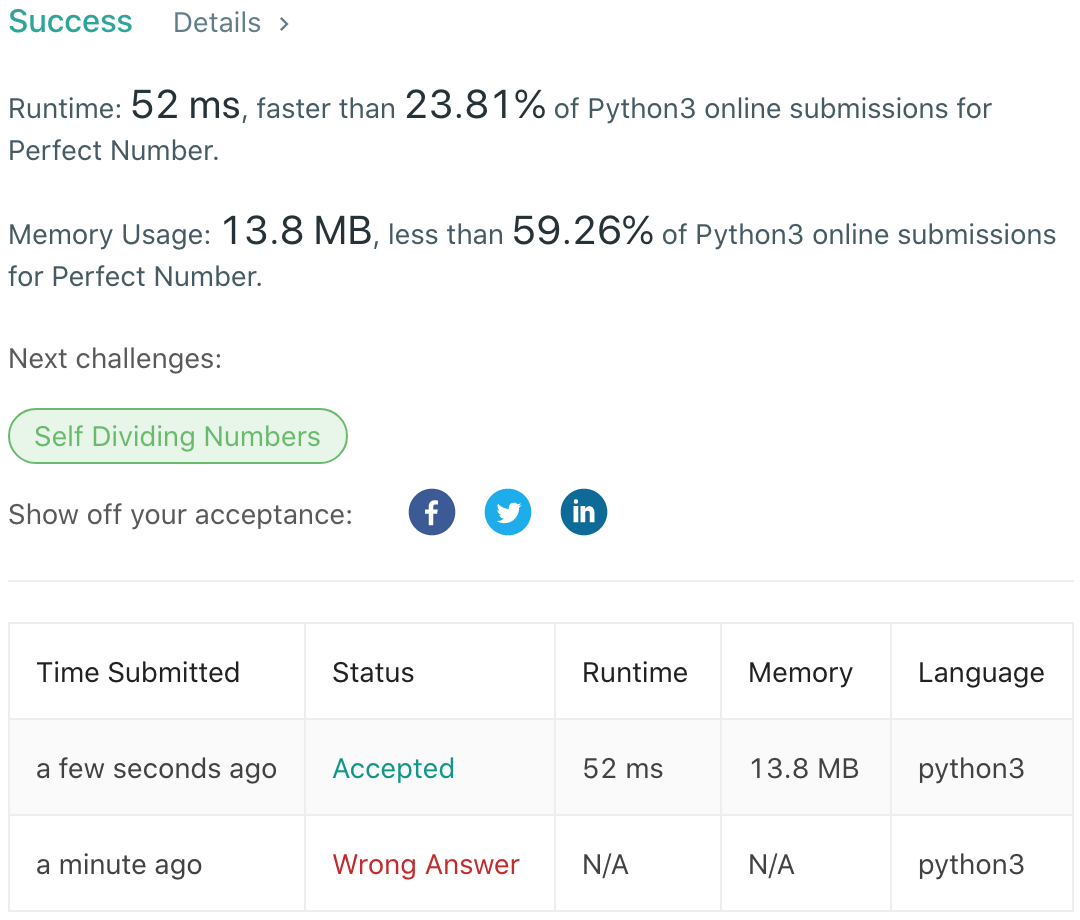 Success Details >
Runtime: 52 ms, faster than 23.81% of Python3 online submissions for
Perfect Number.
Memory Usage: 13.8 MB, less than 59.26% of Python3 online submissions
for Perfect Number.
Next challenges:
Self Dividing Numbers
Show off your acceptance: f in
Time Submitted Status Runtime Memory Language
a few seconds ago Accepted 52 ms 13.8 MB python3
a minute ago Wrong Answer N/A N/A python3